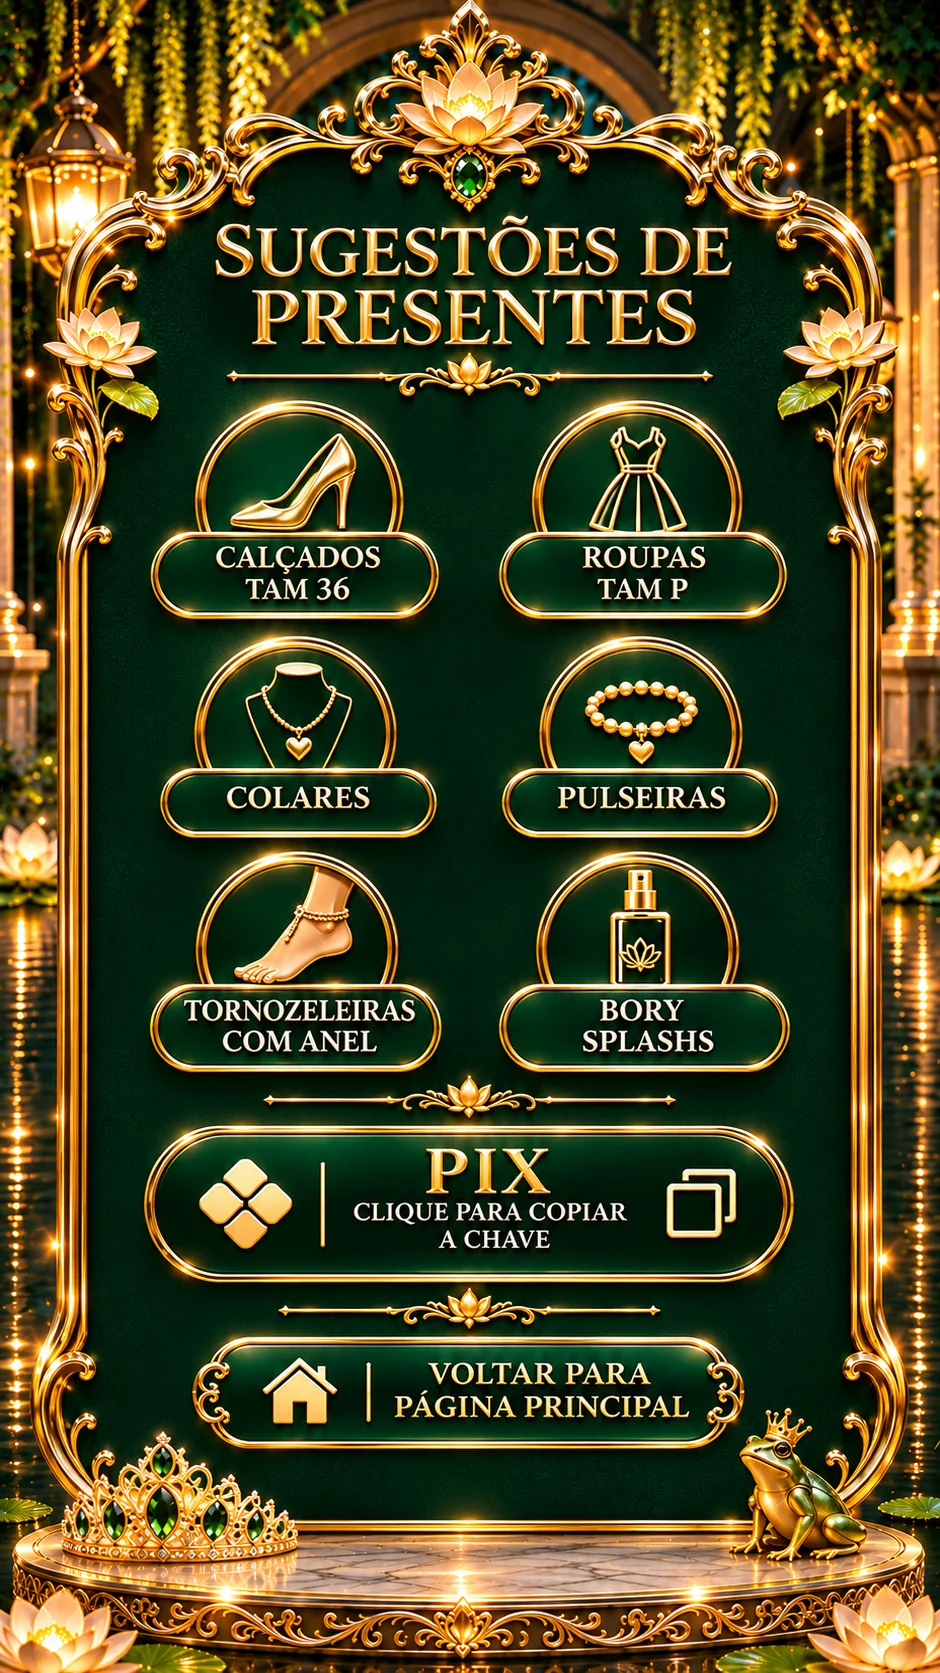 SUGESTÕES DE
PRESENTES
CALÇADOS
TAM 36
ROUPAS
TAM P
COLARES
PULSEIRAS
TORNOZELEIRAS
COM ANEL
BORY
SPLASHS
PIX
CLIQUE PARA COPIAR
A CHAVE
VOLTAR PARA
PÁGINA PRINCIPAL